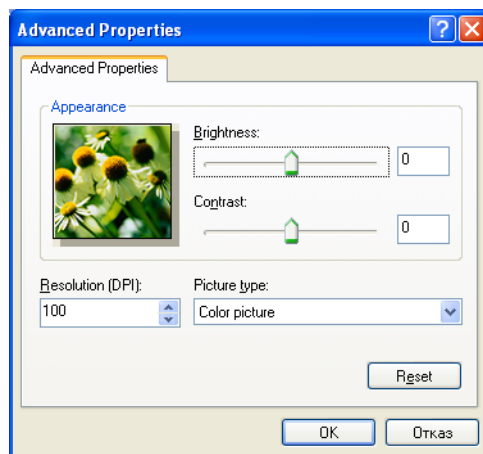 Advanced Properties
Advanced Properties
Appearance
Brightness:
0
Contrast:
0
Resolution (DPI):
Picture type:
100
Color picture
Reset
OK
Отказ